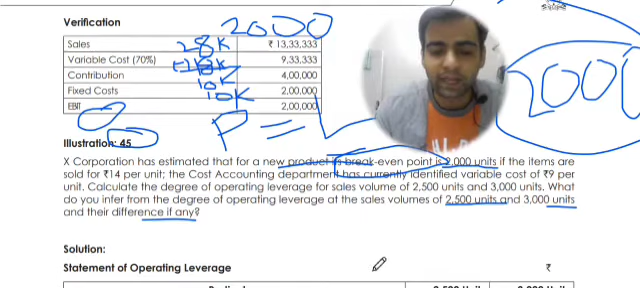 Verification
2000
Sales 28K ₹ 13,33,333
Variable Cost (70%) 9,33,333
Contribution 10K 4,00,000
Fixed Costs 10K 2,00,000
EBIT 2,00,000
P =
Illustration: 45
X Corporation has estimated that for a new product its break-even point is 2,000 units if the items are
sold for ₹14 per unit; the Cost Accounting department has currently identified variable cost of ₹9 per
unit. Calculate the degree of operating leverage for sales volume of 2,500 units and 3,000 units. What
do you infer from the degree of operating leverage at the sales volumes of 2,500 units and 3,000 units
and their difference if any?
Solution:
Statement of Operating Leverage ₹